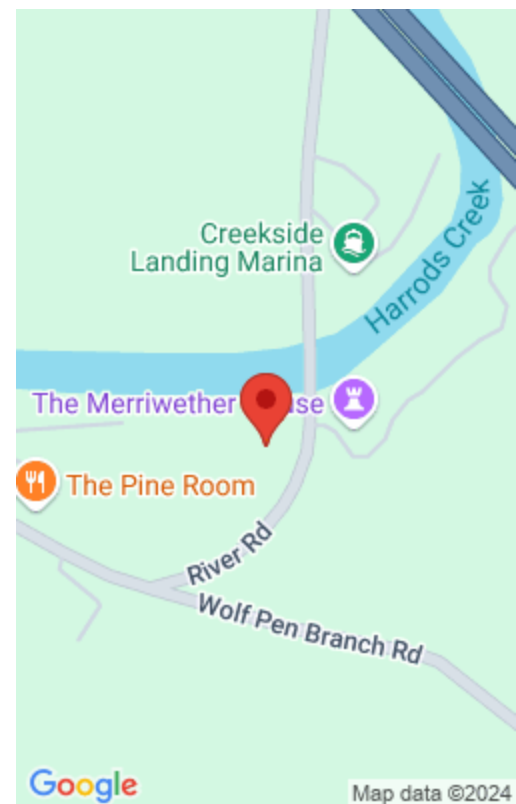 Creekside
Landing Marina
Harrods Creek
The Merriwether use
The Pine Room
River Rd
Wolf Pen Branch Rd
Google
Map data ©2024